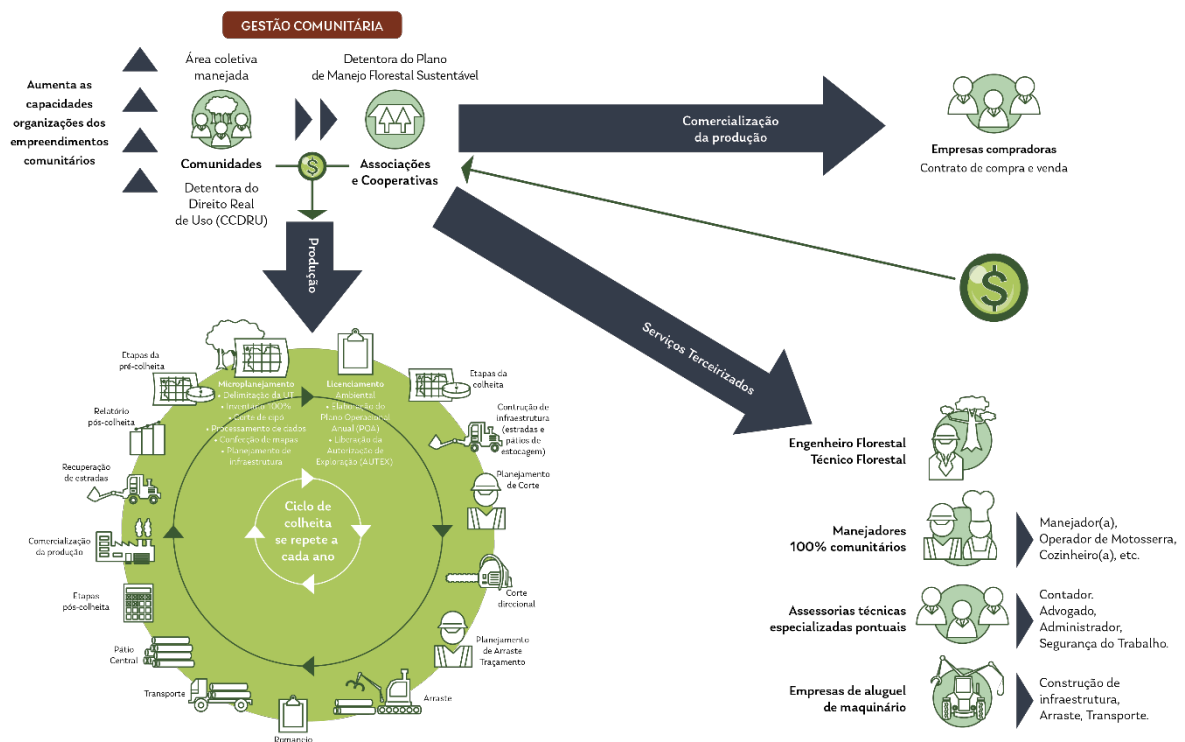 GESTÃO COMUNITÁRIA
Aumenta as
capacidades
organizações dos
empreendimentos
comunitários
Área coletiva
manejada
Comunidades
Detentora do
Direito Real
de Uso (CCDRU)
Detentora do Plano
de Manejo Florestal Sustentável
Associações
e Cooperativas
$
Comercialização
da produção
Empresas compradoras
Contrato de compra e venda
$
Produção
Serviços Terceirizados
Etapas da
pré-colheita
Microplanejamento
• Delimitação da UT
• Inventário 100%
• Corte de cipó
• Processamento de dados
• Confecção de mapas
• Planejamento de
infraestrutura
Licenciamento
Ambiental
• Elaboração do
Plano Operacional
Anual (POA)
• Liberação da
Autorização de
Exploração (AUTEX)
Etapas da
colheita
Contrução de
infraestrutura
(estradas e
pátios de
estocagem)
Planejamento
de Corte
Corte
direcional
Planejamento
de Arraste
Traçamento
Arraste
Romaneio
Transporte
Pátio
Central
Etapas
pós-colheita
Comercialização
da produção
Recuperação
de estradas
Relatório
pós-colheita
Ciclo de
colheita
se repete a
cada ano
Engenheiro Florestal
Técnico Florestal
Manejadores
100% comunitários
Manejador(a),
Operador de Motosserra,
Cozinheiro(a), etc.
Assessorias técnicas
especializadas pontuais
Contador.
Advogado,
Administrador,
Segurança do Trabalho.
Empresas de aluguel
de maquinário
Construção de
infraestrutura,
Arraste, Transporte.